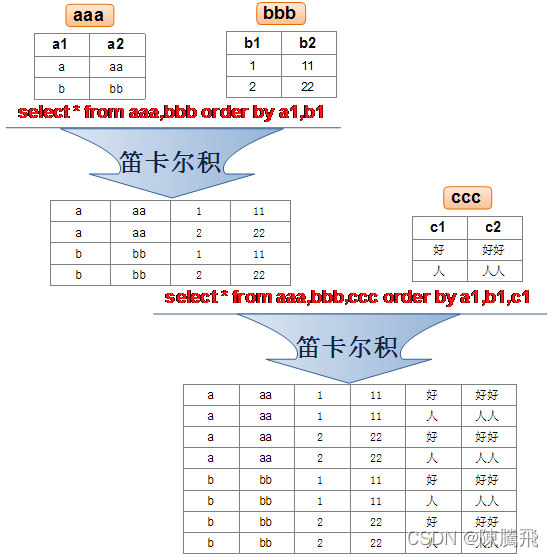 aaa bbb
a1 a2 b1 b2
a aa 1 11
b bb 2 22
select * from aaa,bbb order by a1,b1
笛卡尔积
a aa 1 11
a aa 2 22
b bb 1 11
b bb 2 22
ccc
c1 c2
好 好好
人 人人
select * from aaa,bbb,ccc order by a1,b1,c1
笛卡尔积
a aa 1 11 好 好好
a aa 1 11 人 人人
a aa 2 22 好 好好
a aa 2 22 人 人人
b bb 1 11 好 好好
b bb 1 11 人 人人
b bb 2 22 好 好好
b bb 2 22 人 人人
CSDN @陳騰飛